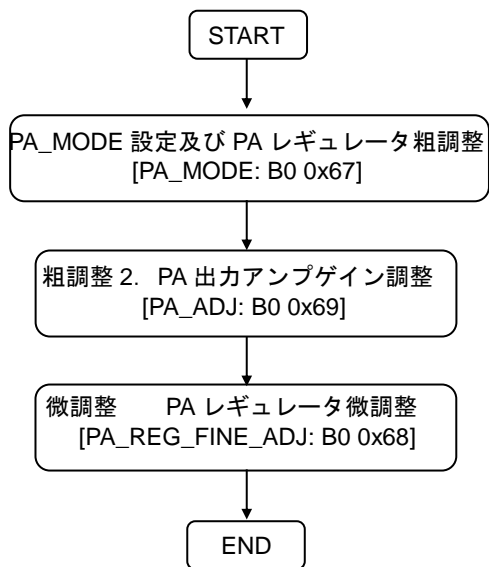 START
PA_MODE 設定及び PA レギュレータ粗調整
[PA_MODE: B0 0x67]
粗調整 2. PA 出力アンプゲイン調整
[PA_ADJ: B0 0x69]
微調整 PA レギュレータ微調整
[PA_REG_FINE_ADJ: B0 0x68]
END